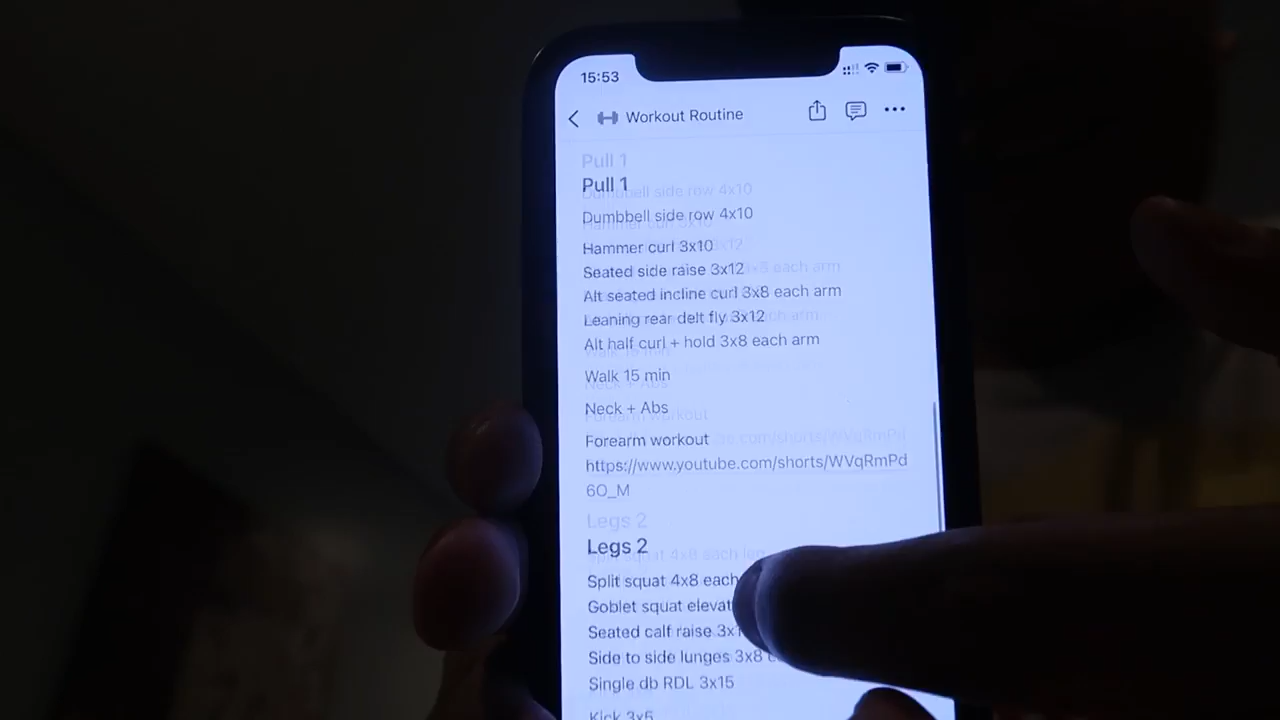 15:53
Workout Routine
Pull 1
Dumbbell side row 4x10
Hammer curl 3x10
Seated side raise 3x12
Alt seated incline curl 3x8 each arm
Leaning rear delt fly 3x12
Alt half curl + hold 3x8 each arm
Walk 15 min
Neck + Abs
Forearm workout
https://www.youtube.com/shorts/WVqRmPd
6O_M
Legs 2
Split squat 4x8 each
Goblet squat elevat
Seated calf raise 3x1
Side to side lunges 3x8
Single db RDL 3x15
Kick 3x5